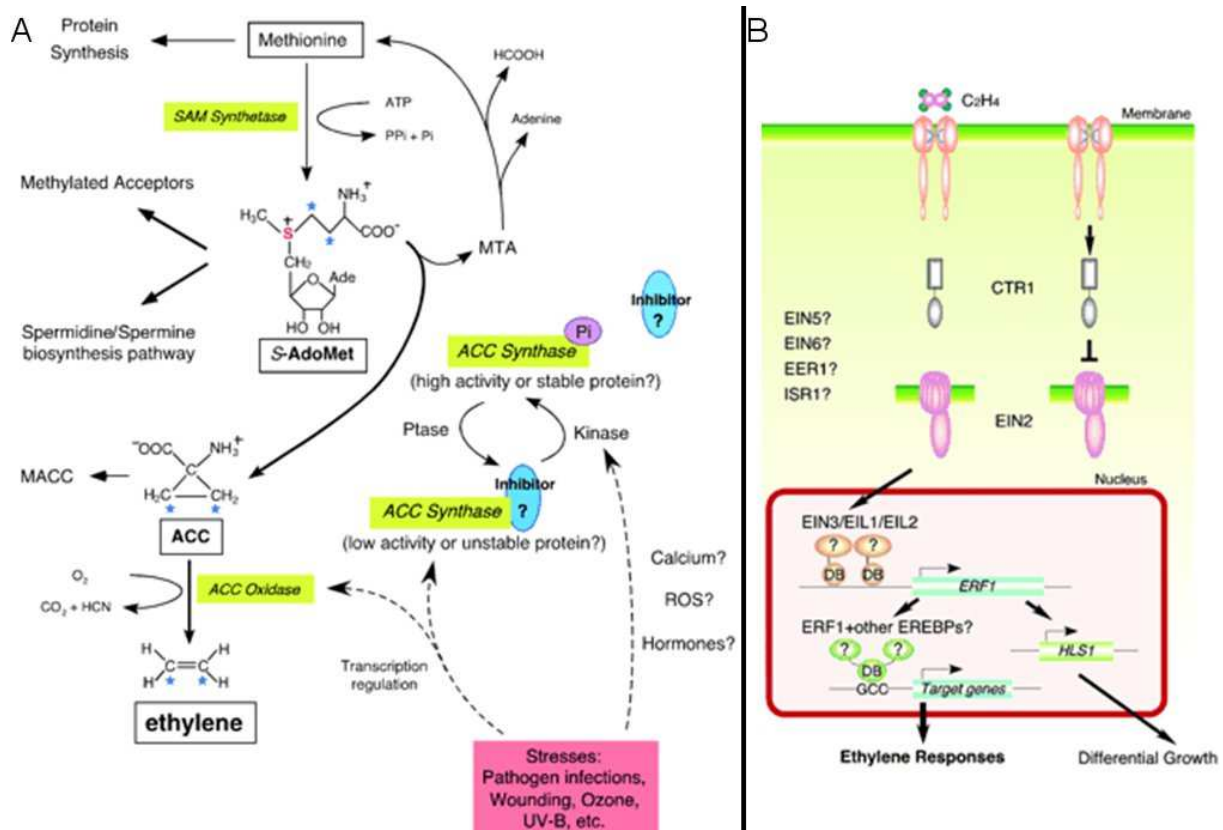 A
Protein
Synthesis
Methionine
HCOOH
SAM Synthetase
ATP
PPi + Pi
Adenine
Methylated Acceptors
NH3+
H3C
S+
COO-
CH2
O
Ade
HO OH
MTA
Spermidine/Spermine
biosynthesis pathway
S-AdoMet
Inhibitor
?
Pi
ACC Synthase
(high activity or stable protein?)
Ptase
Kinase
-OOC
NH3+
C
H2C
CH2
MACC
ACC
Inhibitor
?
ACC Synthase
(low activity or unstable protein?)
O2
CO2 + HCN
ACC Oxidase
Calcium?
ROS?
Hormones?
H H
C=C
H H
Transcription
regulation
ethylene
Stresses:
Pathogen infections,
Wounding, Ozone,
UV-B, etc.
B
C2H4
Membrane
CTR1
EIN5?
EIN6?
EER1?
ISR1?
EIN2
Nucleus
EIN3/EIL1/EIL2
? ?
DB DB
ERF1
ERF1+other EREBPs?
? ?
DB
HLS1
GCC
Target genes
Ethylene Responses
Differential Growth